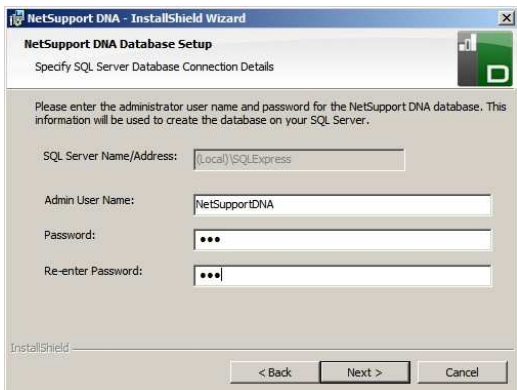 NetSupport DNA - InstallShield Wizard
NetSupport DNA Database Setup
Specify SQL Server Database Connection Details
D
Please enter the administrator user name and password for the NetSupport DNA database. This
information will be used to create the database on your SQL Server.
SQL Server Name/Address:
(Local)\SQLExpress
Admin User Name:
NetSupportDNA
Password:
•••
Re-enter Password:
•••
InstallShield
< Back
Next >
Cancel